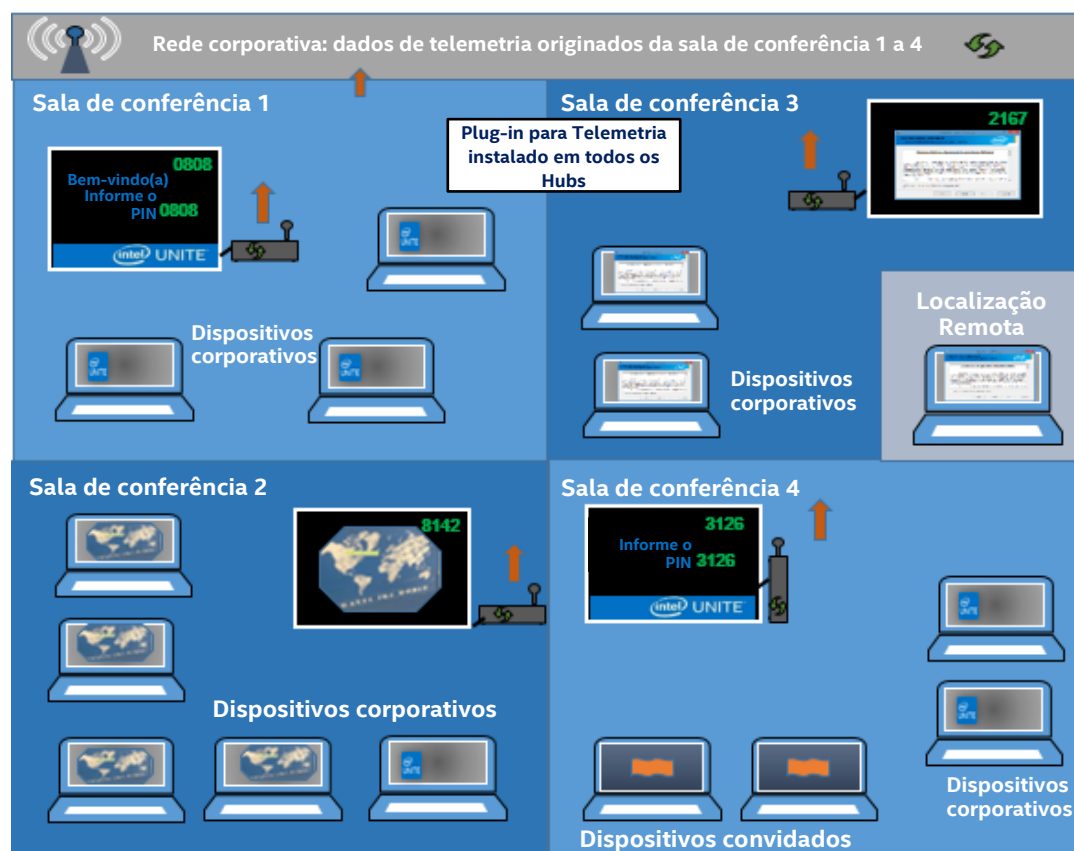 Rede corporativa: dados de telemetria originados da sala de conferência 1 a 4
Sala de conferência 1
Plug-in para Telemetria
instalado em todos os
Hubs
0808
Bem-vindo(a)
Informe o
PIN 0808
intel UNITE
Dispositivos
corporativos
Sala de conferência 3
2167
Dispositivos
corporativos
Localização
Remota
Sala de conferência 2
8142
Dispositivos corporativos
Sala de conferência 4
3126
Informe o
PIN 3126
intel UNITE
Dispositivos convidados
Dispositivos
corporativos